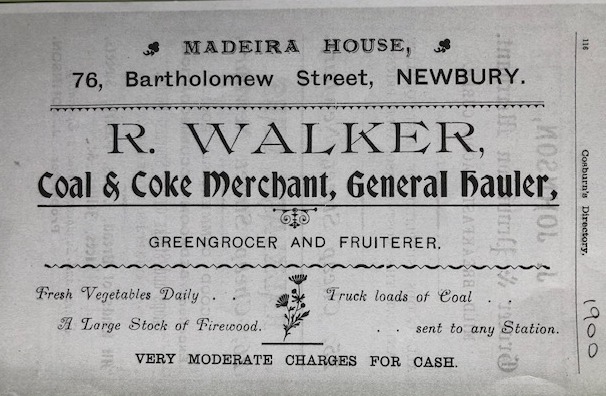 MADEIRA HOUSE,
76, Bartholomew Street, NEWBURY.
R. WALKER,
Coal & Coke Merchant, General Hauler,
GREENGROCER AND FRUITERER.
Fresh Vegetables Daily . .
A Large Stock of Firewood.
Truck loads of Coal . .
. . sent to any Station.
VERY MODERATE CHARGES FOR CASH.
116
Cosburn's Directory.
1900